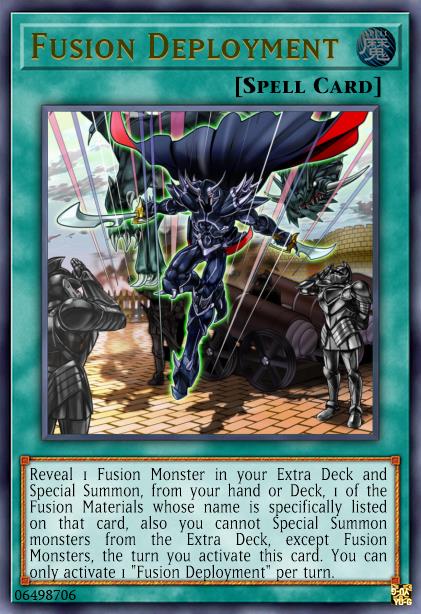 Fusion Deployment
魔
[Spell Card]
Reveal 1 Fusion Monster in your Extra Deck and
Special Summon, from your hand or Deck, 1 of the
Fusion Materials whose name is specifically listed
on that card, also you cannot Special Summon
monsters from the Extra Deck, except Fusion
Monsters, the turn you activate this card. You can
only activate 1 "Fusion Deployment" per turn.
06498706